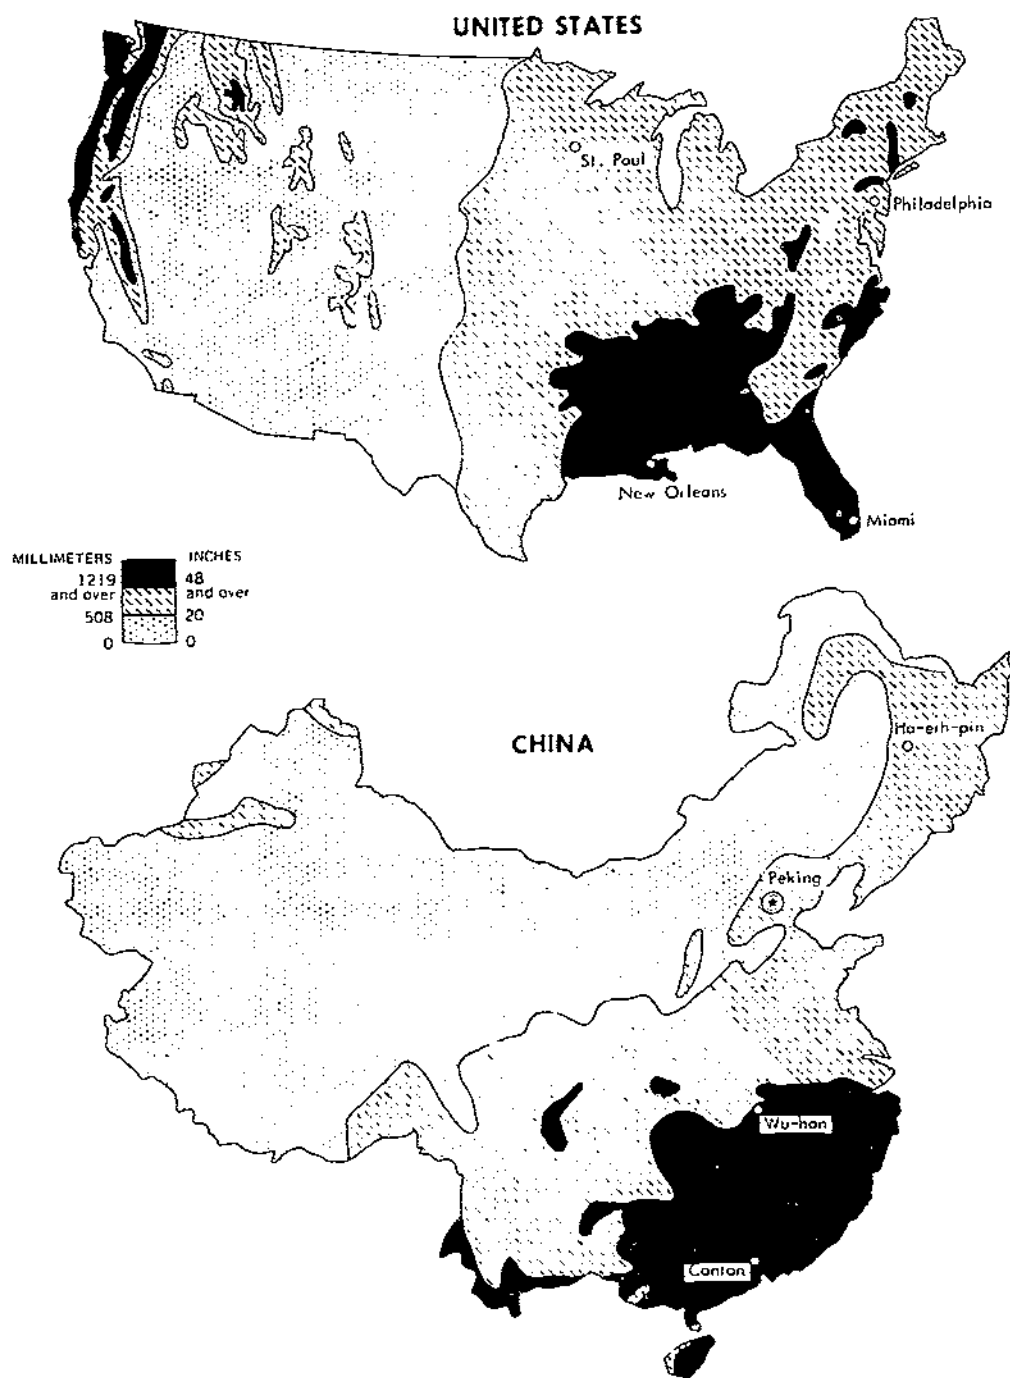 UNITED STATES
St. Paul
Philadelphia
New Orleans
Miami
MILLIMETERS INCHES
1219 48
and over and over
508 20
0 0
CHINA
Ha-erh-pin
Peking
Wu-han
Canton